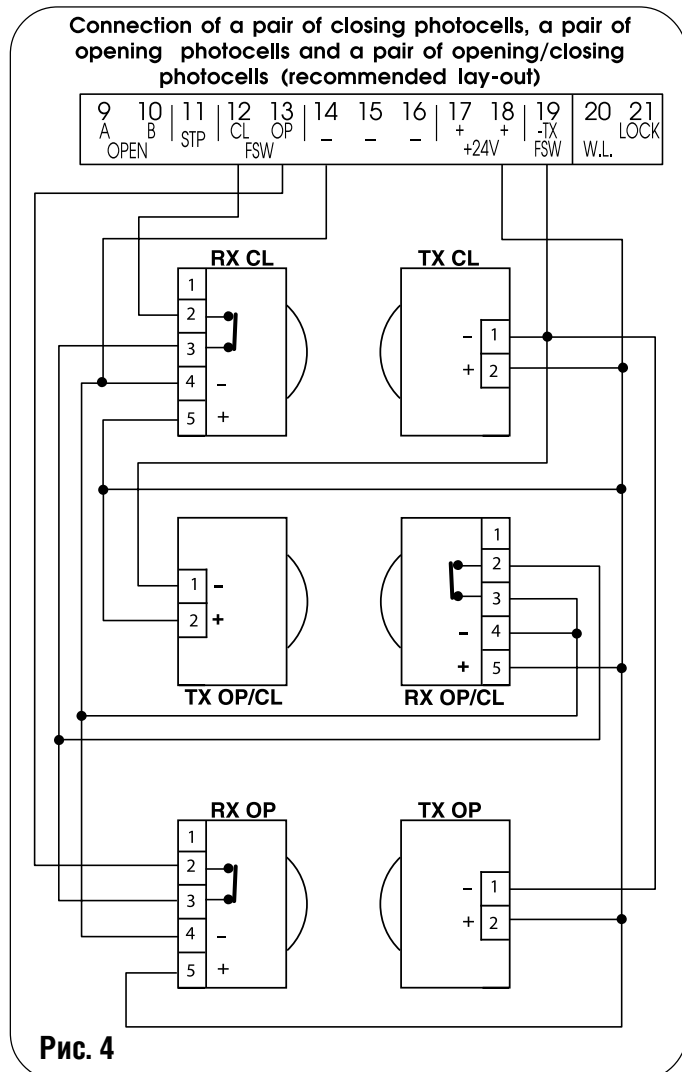 Connection of a pair of closing photocells, a pair of
opening photocells and a pair of opening/closing
photocells (recommended lay-out)
9 10 11 12 13 14 15 16 17 18 19 20 21
A B STP CL OP – – – + + -TX LOCK
OPEN FSW +24V FSW W.L.
RX CL TX CL
1
2
3 - 1
4 - + 2
5 +
1
2
1 - 3
2 + - 4
+ 5
TX OP/CL RX OP/CL
RX OP TX OP
1
2
3 - 1
4 - + 2
5 +
Рис. 4